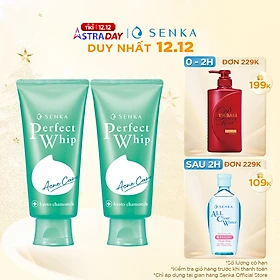 TIKI 12.12
ASTRADAY
SENKA
DUY NHẤT 12.12
SENKA
Perfect
Whip
Acne Care
kyoto chamomile
SENKA
Perfect
Whip
Acne Care
kyoto chamomile
0 - 2H
ĐƠN 229K
TSUBAKI
199K
SAU 2H
ĐƠN 229K
SENKA
ALL
Clear
Water
109K
*Số lượng có hạn
*Kiểm tra giỏ hàng trước khi thanh toán
*Chỉ áp dụng tại gian hàng Senka Official Store